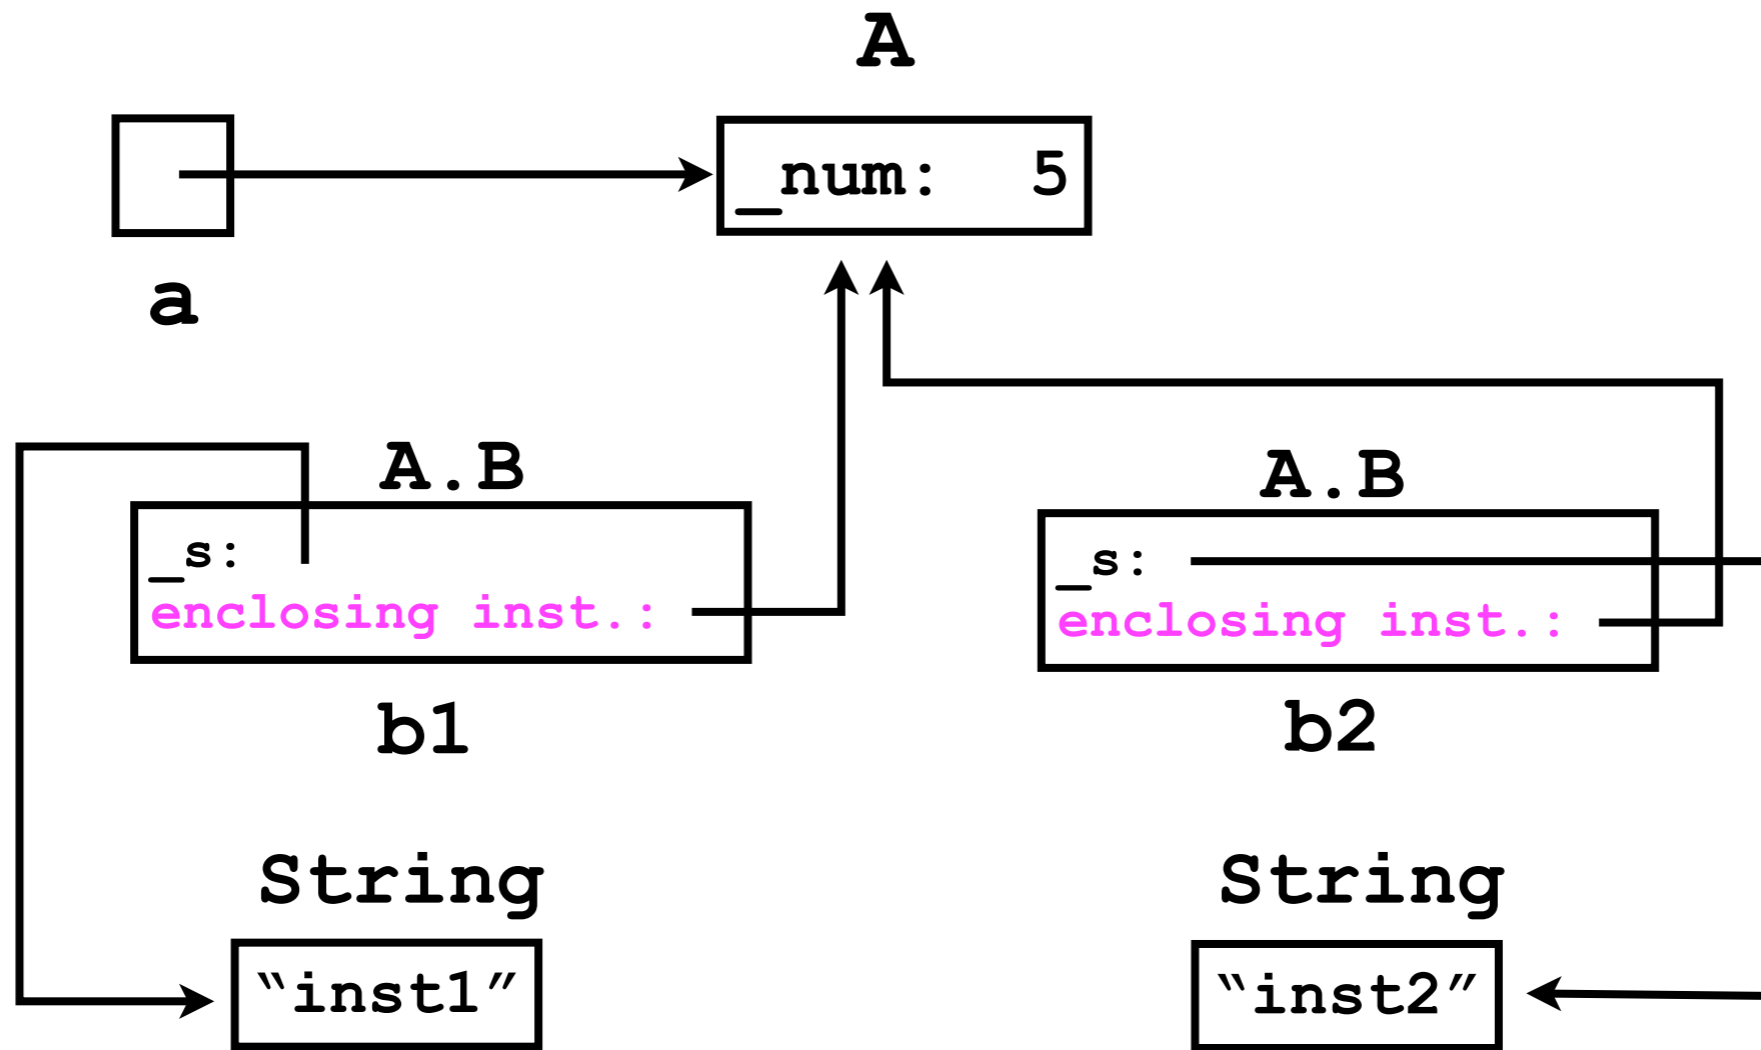 A
_num: 5
a
A.B
_s:
enclosing inst.:
b1
A.B
_s:
enclosing inst.:
b2
String
“inst1”
String
“inst2”